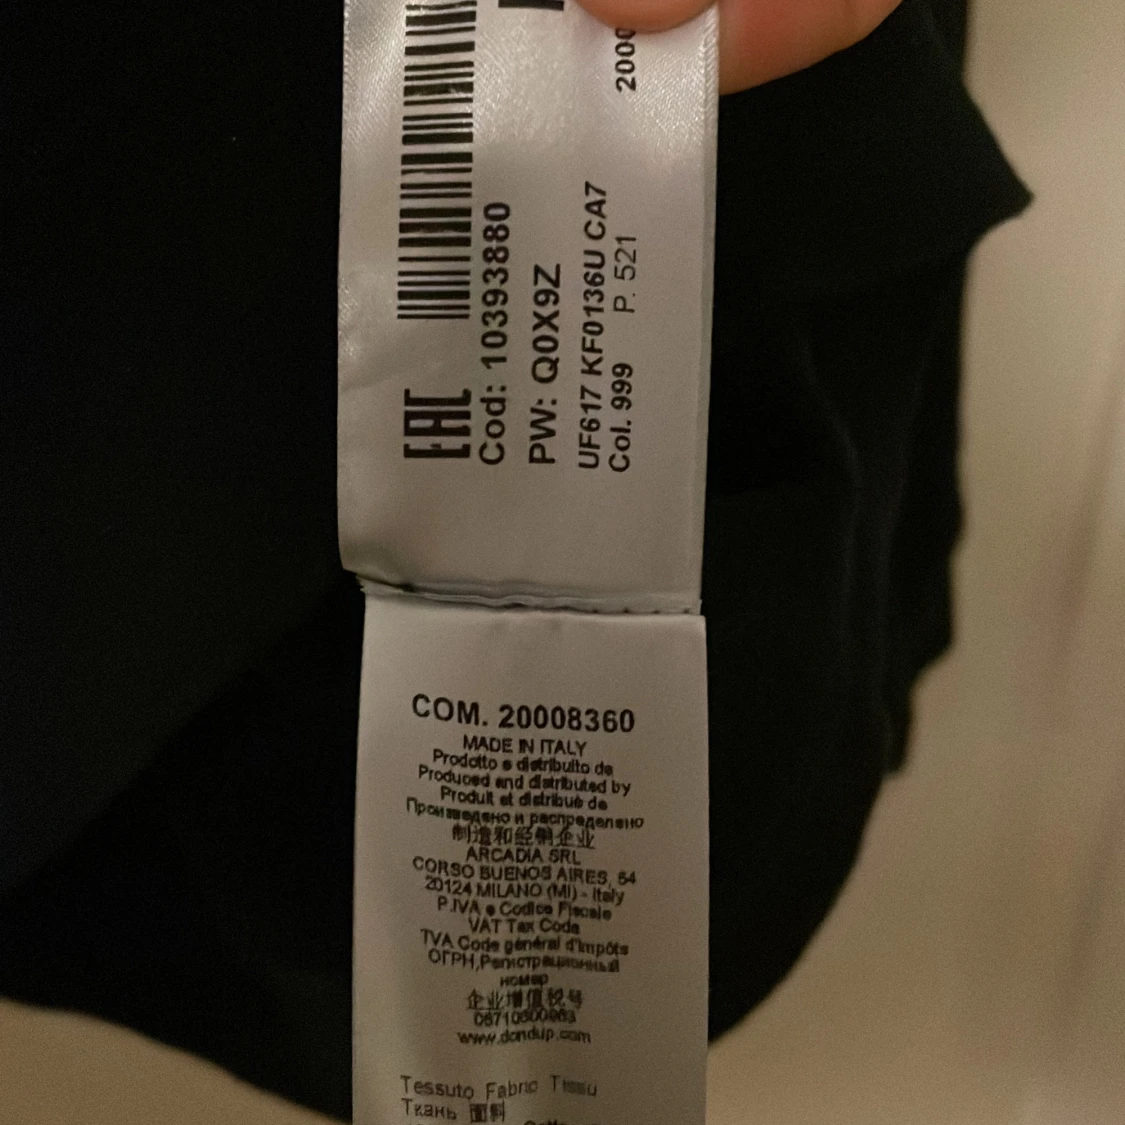 EAC
Cod: 10393880
PW: Q0X9Z
UF617 KF0136U CA7
Col. 999 P. 521
2000
COM. 20008360
MADE IN ITALY
Prodotto e distribuito da
Produced and distributed by
Produit et distribué de
Произведено и распределено
制造和经销企业
ARCADIA SRL
CORSO BUENOS AIRES, 64
20124 MILANO (MI) - Italy
P.IVA e Codice Fiscale
VAT Tax Code
TVA Code général d'Impôts
ОГРН,Регистрационный
номер
企业增值税号
www.dondup.com
Tessuto Fabric Tissu
Ткань 面料